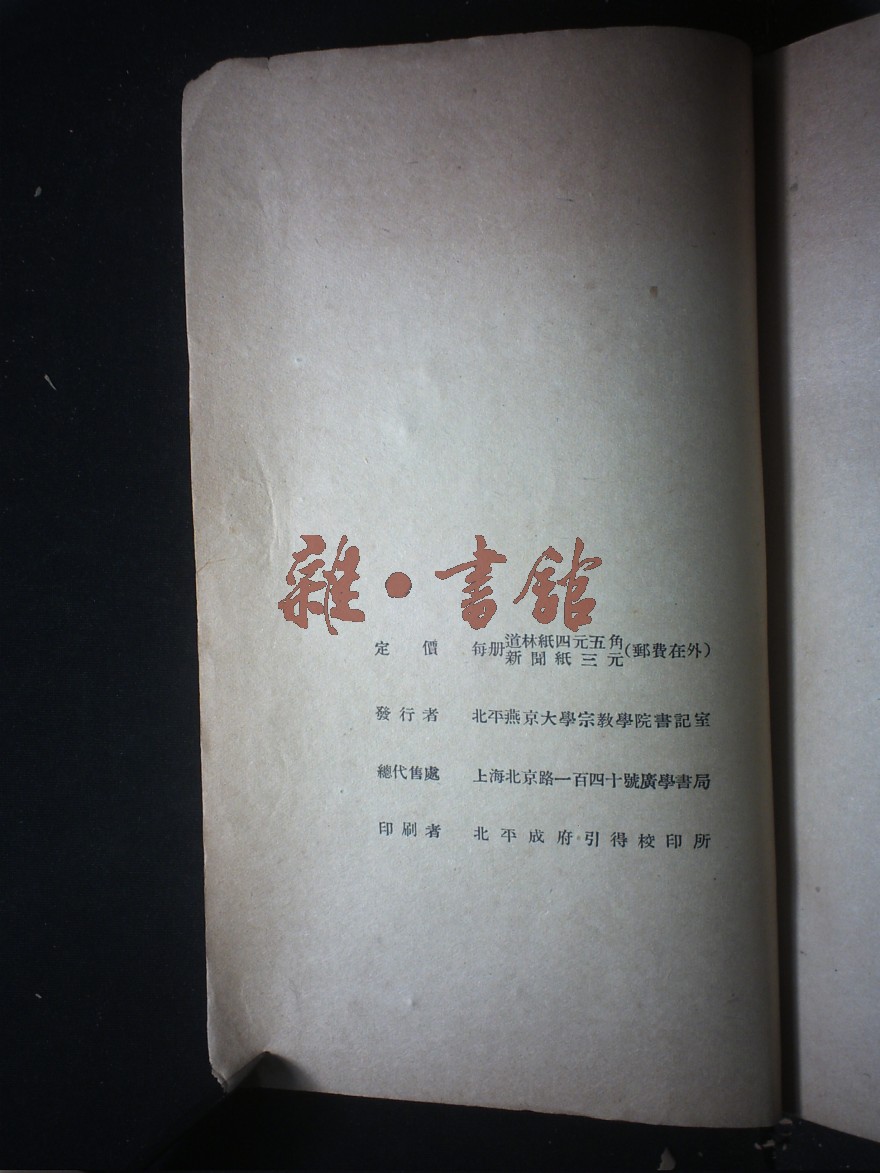 雜·書館
定價 每册道林紙四元五角(郵費在外)
新聞紙三元
發行者 北平燕京大學宗教學院書記室
總代售處 上海北京路一百四十號廣學書局
印刷者 北平成府引得校印所